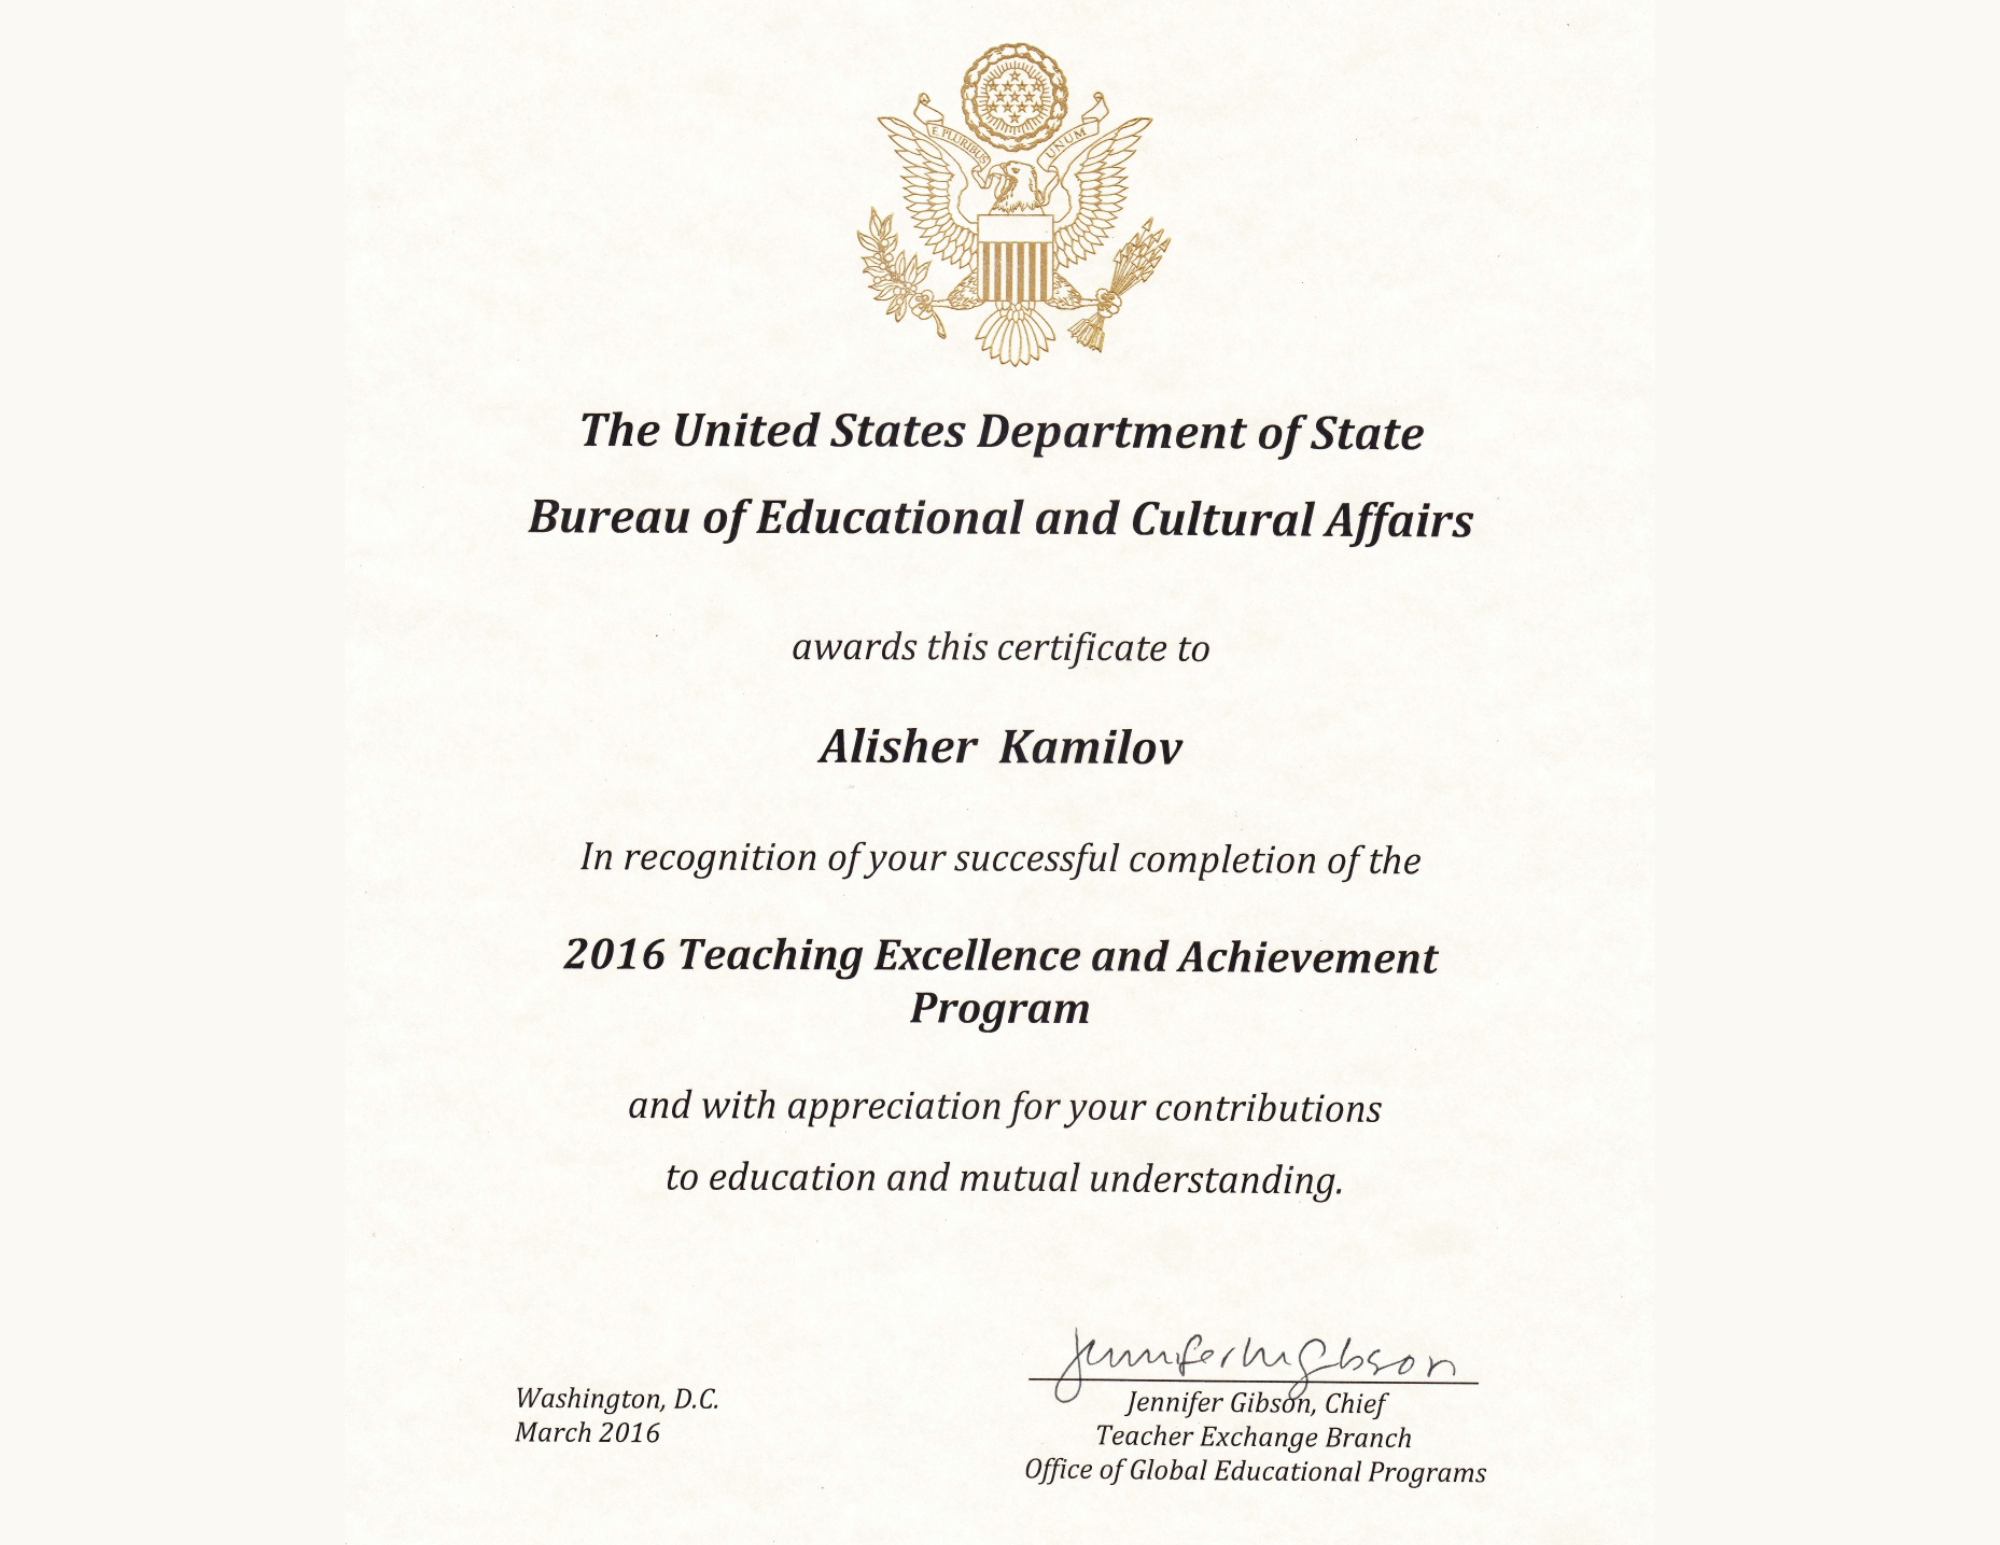 E PLURIBUS UNUM
The United States Department of State
Bureau of Educational and Cultural Affairs
awards this certificate to
Alisher Kamilov
In recognition of your successful completion of the
2016 Teaching Excellence and Achievement
Program
and with appreciation for your contributions
to education and mutual understanding.
Washington, D.C.
March 2016
Jennifer M Gibson
Jennifer Gibson, Chief
Teacher Exchange Branch
Office of Global Educational Programs